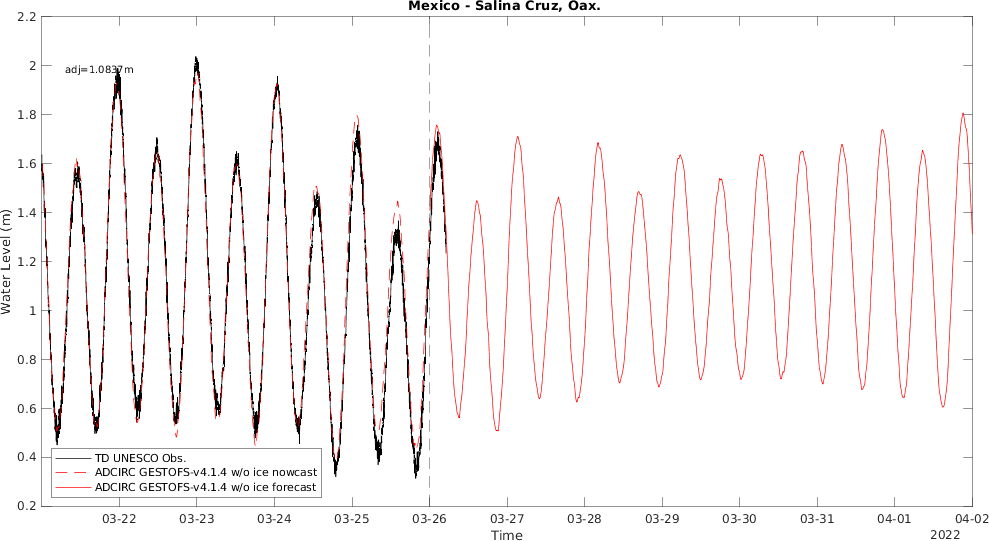 Mexico - Salina Cruz, Oax.
2.2
2
1.8
1.6
1.4
1.2
1
0.8
0.6
0.4
0.2
Water Level (m)
adj=1.0837m
TD UNESCO Obs.
ADCIRC GESTOFS-v4.1.4 w/o ice nowcast
ADCIRC GESTOFS-v4.1.4 w/o ice forecast
03-22 03-23 03-24 03-25 03-26 03-27 03-28 03-29 03-30 03-31 04-01 04-02
Time
2022